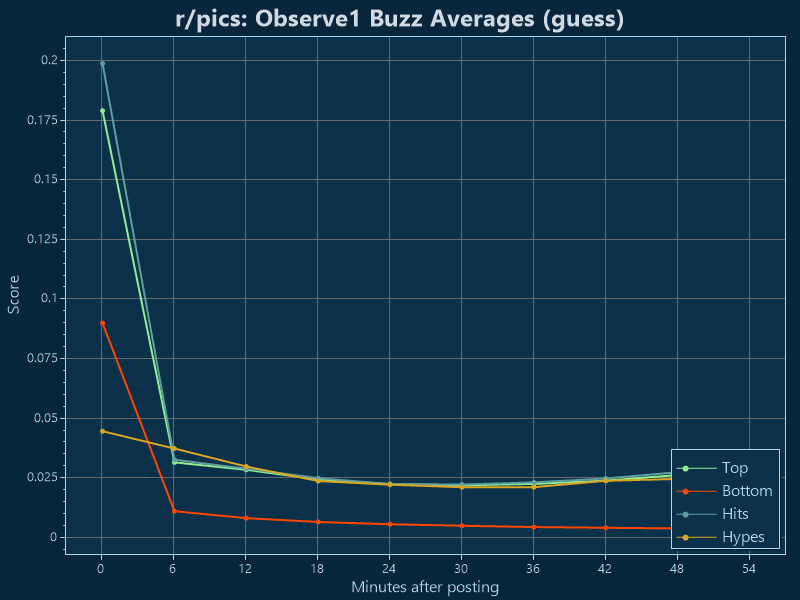 r/pics: Observe1 Buzz Averages (guess)
0.2
0.175
0.15
0.125
0.1
0.075
0.05
0.025
0
Score
0 6 12 18 24 30 36 42 48 54
Minutes after posting
Top
Bottom
Hits
Hypes